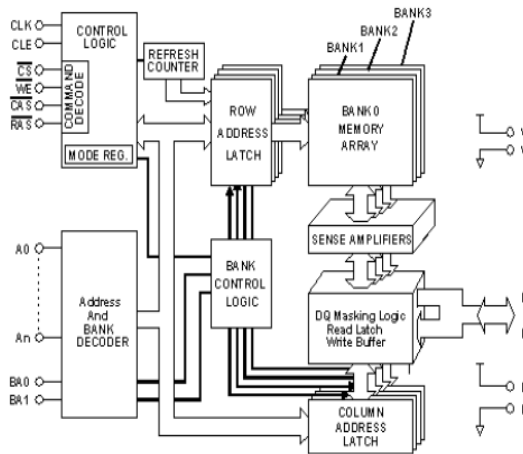 CLK
CLE
CS
WE
CAS
RAS
CONTROL
LOGIC
COMMAND
DECODE
MODE REG.
REFRESH
COUNTER
ROW
ADDRESS
LATCH
BANK3
BANK2
BANK1
BANK0
MEMORY
ARRAY
SENSE AMPLIFIERS
A0
An
BA0
BA1
Address
And
BANK
DECODER
BANK
CONTROL
LOGIC
DQ Masking Logic
Read Latch
Write Buffer
COLUMN
ADDRESS
LATCH